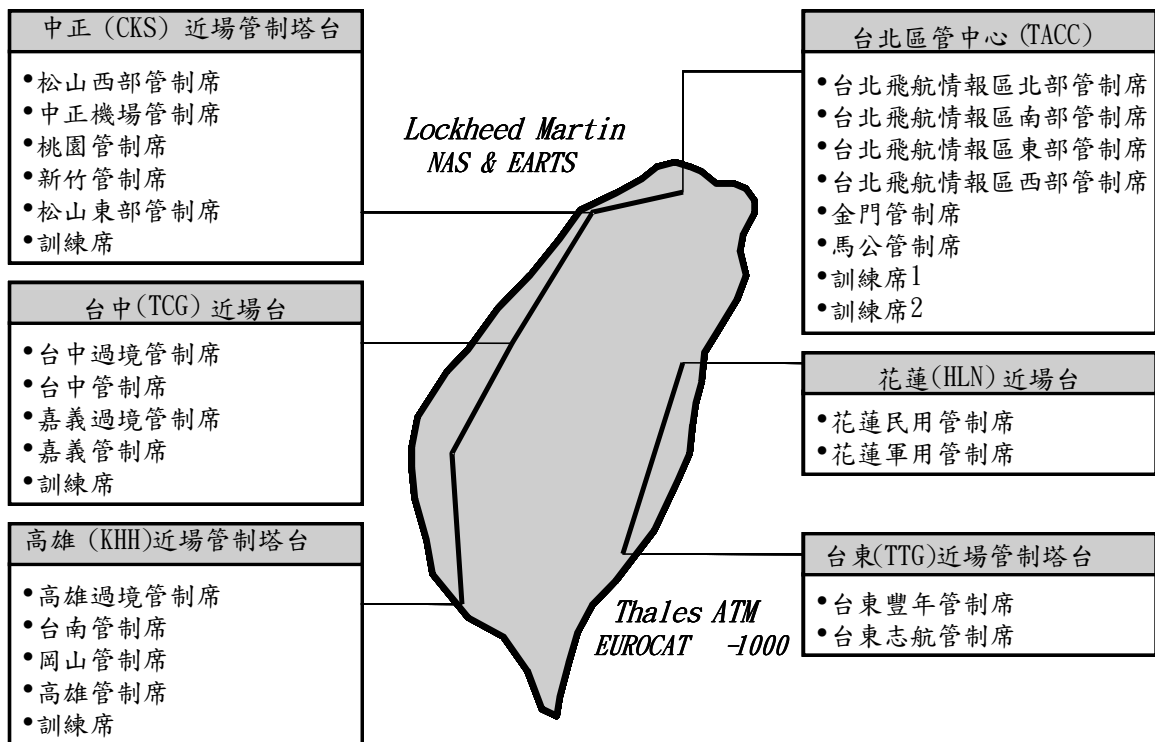 中正 (CKS) 近場管制塔台
•松山西部管制席
•中正機場管制席
•桃園管制席
•新竹管制席
•松山東部管制席
•訓練席
台中(TCG) 近場台
•台中過境管制席
•台中管制席
•嘉義過境管制席
•嘉義管制席
•訓練席
高雄 (KHH)近場管制塔台
•高雄過境管制席
•台南管制席
•岡山管制席
•高雄管制席
•訓練席
Lockheed Martin
NAS & EARTS
Thales ATM
EUROCAT -1000
台北區管中心 (TACC)
•台北飛航情報區北部管制席
•台北飛航情報區南部管制席
•台北飛航情報區東部管制席
•台北飛航情報區西部管制席
•金門管制席
•馬公管制席
•訓練席1
•訓練席2
花蓮(HLN) 近場台
•花蓮民用管制席
•花蓮軍用管制席
台東(TTG)近場管制塔台
•台東豐年管制席
•台東志航管制席